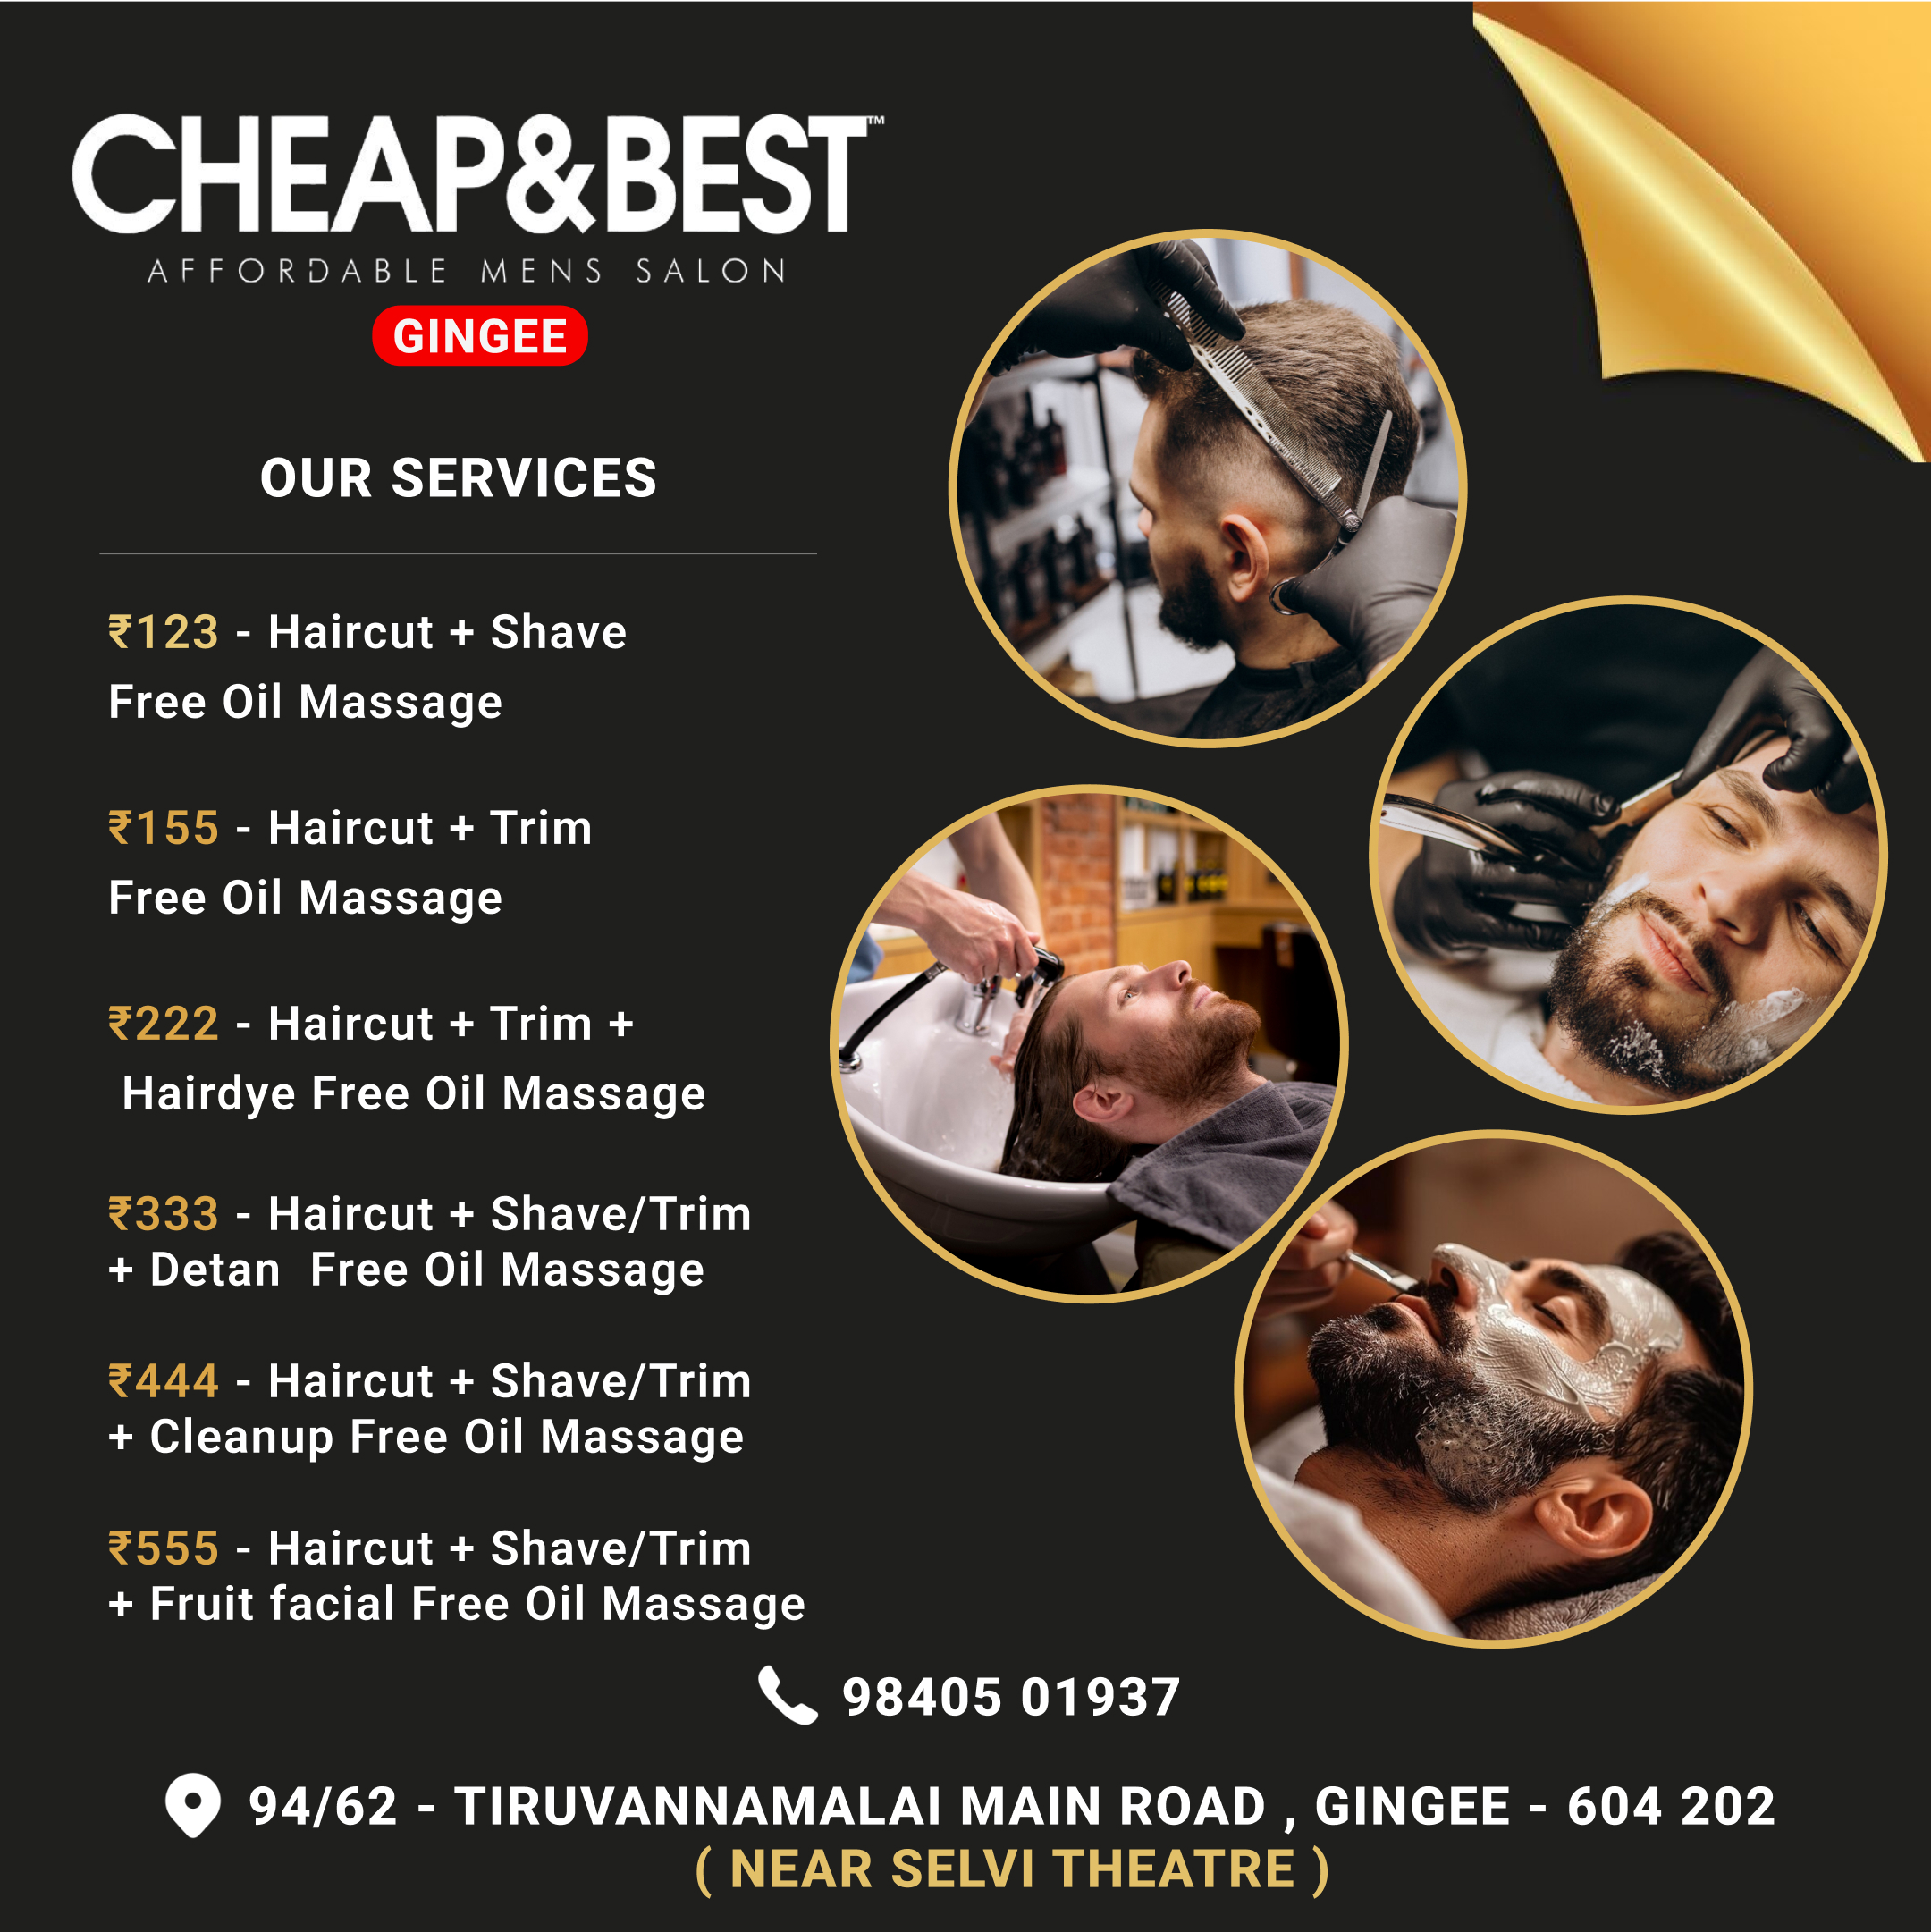 CHEAP&BEST™
AFFORDABLE MENS SALON
GINGEE
OUR SERVICES
₹123 - Haircut + Shave
Free Oil Massage
₹155 - Haircut + Trim
Free Oil Massage
₹222 - Haircut + Trim +
Hairdye Free Oil Massage
₹333 - Haircut + Shave/Trim
+ Detan Free Oil Massage
₹444 - Haircut + Shave/Trim
+ Cleanup Free Oil Massage
₹555 - Haircut + Shave/Trim
+ Fruit facial Free Oil Massage
98405 01937
94/62 - TIRUVANNAMALAI MAIN ROAD , GINGEE - 604 202
( NEAR SELVI THEATRE )